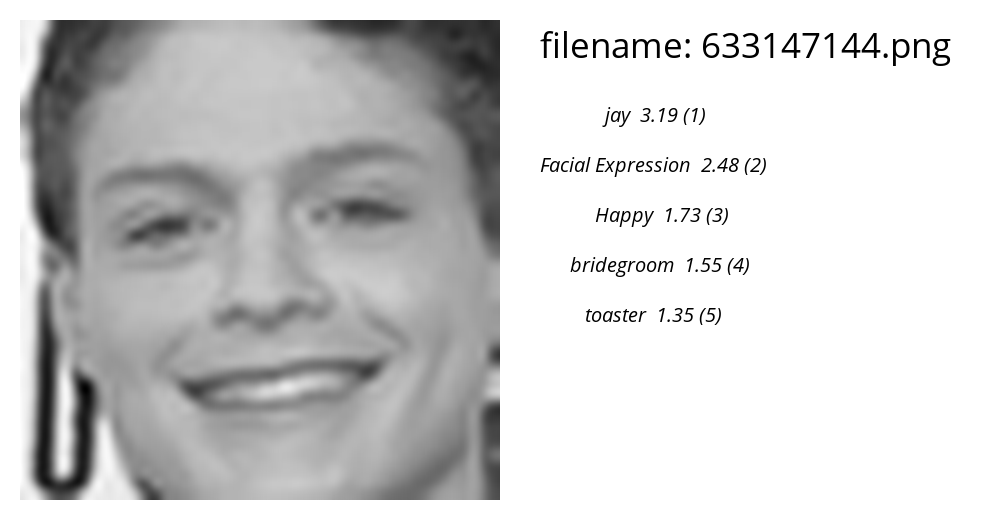 filename: 633147144.png
jay 3.19 (1)
Facial Expression 2.48 (2)
Happy 1.73 (3)
bridegroom 1.55 (4)
toaster 1.35 (5)